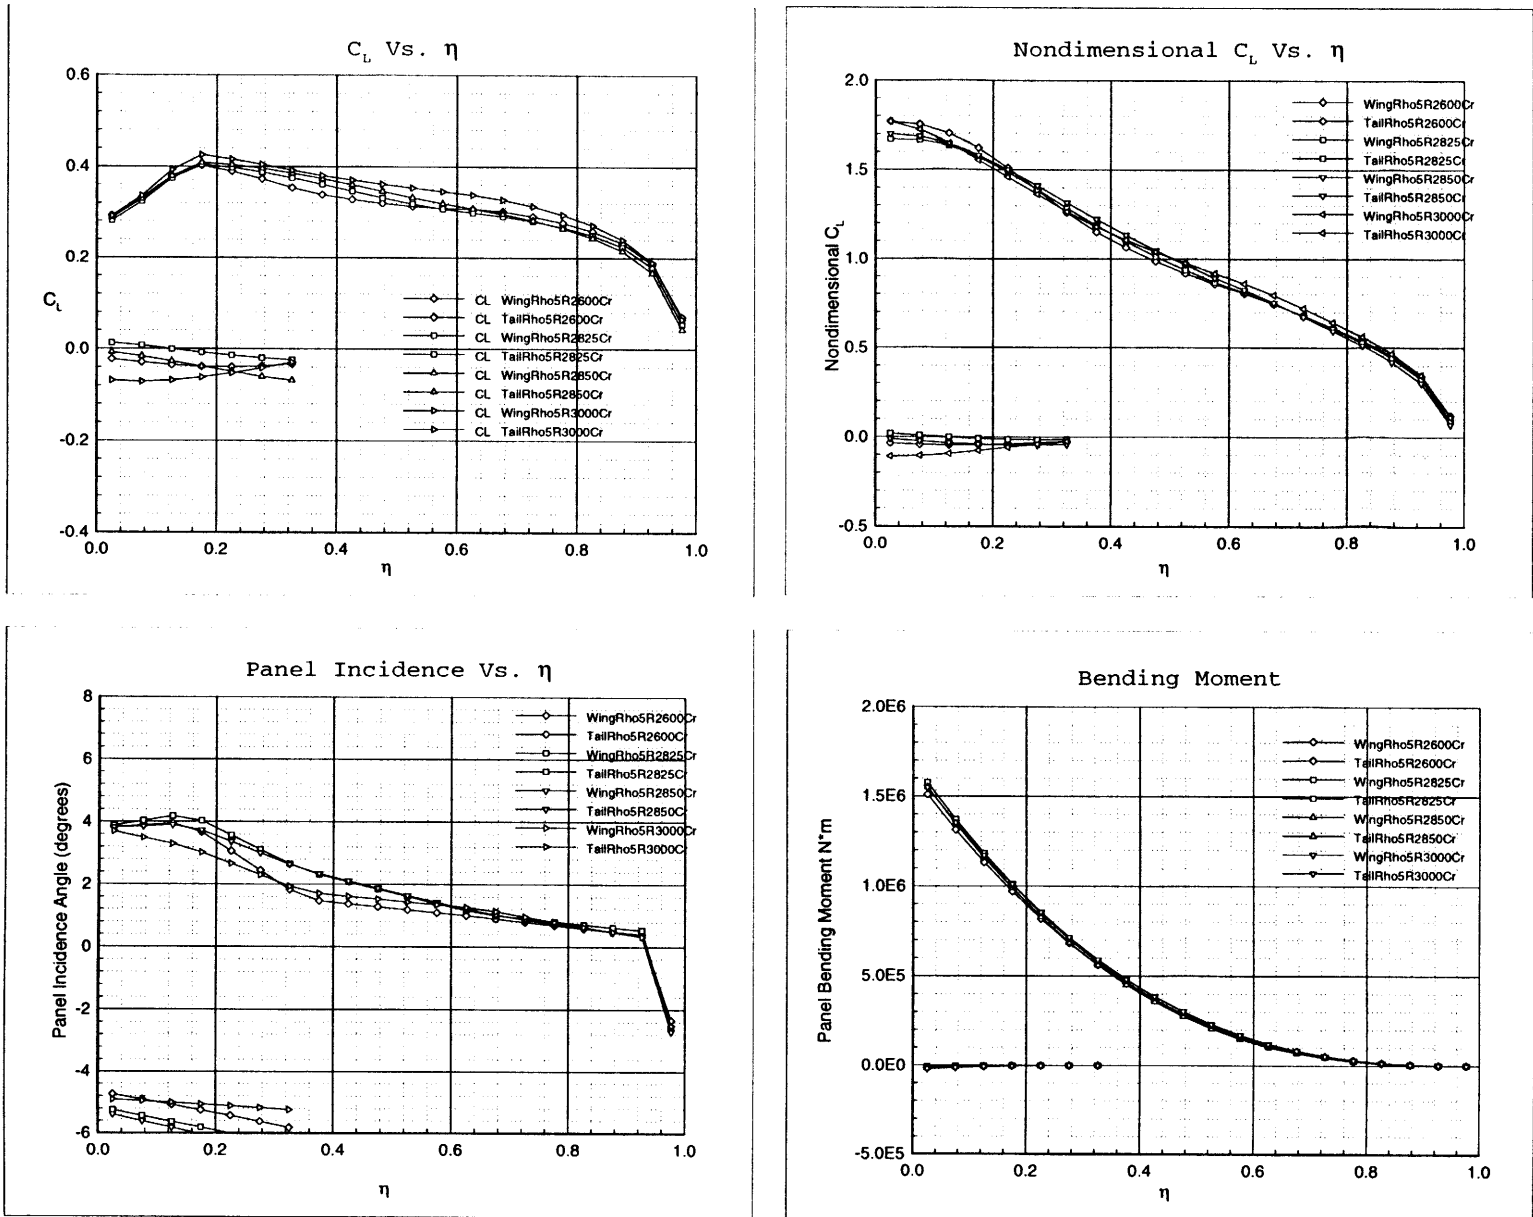 C_L Vs. η
0.6
0.4
0.2
C_L
0.0
-0.2
-0.4
0.0 0.2 0.4 0.6 0.8 1.0
η
CL WingRho5R2600Cr
CL TailRho5R2600Cr
CL WingRho5R2825Cr
CL TailRho5R2825Cr
CL WingRho5R2850Cr
CL TailRho5R2850Cr
CL WingRho5R3000Cr
CL TailRho5R3000Cr
Nondimensional C_L Vs. η
2.0
1.5
1.0
0.5
0.0
-0.5
Nondimensional C_L
0.0 0.2 0.4 0.6 0.8 1.0
η
WingRho5R2600Cr
TailRho5R2600Cr
WingRho5R2825Cr
TailRho5R2825Cr
WingRho5R2850Cr
TailRho5R2850Cr
WingRho5R3000Cr
TailRho5R3000Cr
Panel Incidence Vs. η
8
6
4
2
0
-2
-4
-6
Panel Incidence Angle (degrees)
0.0 0.2 0.4 0.6 0.8 1.0
η
WingRho5R2600Cr
TailRho5R2600Cr
WingRho5R2825Cr
TailRho5R2825Cr
WingRho5R2850Cr
TailRho5R2850C
WingRho5R3000Cr
TailRho5R3000C
Bending Moment
2.0E6
1.5E6
1.0E6
5.0E5
0.0E0
-5.0E5
Panel Bending Moment N*m
0.0 0.2 0.4 0.6 0.8 1.0
η
WingRho5R2600Cr
TailRho5R2600Cr
WingRho5R2825Cr
TailRho5R2825Cr
WingRho5R2850Cr
TailRho5R2850Cr
WingRho5R3000Cr
TailRho5R3000Cr